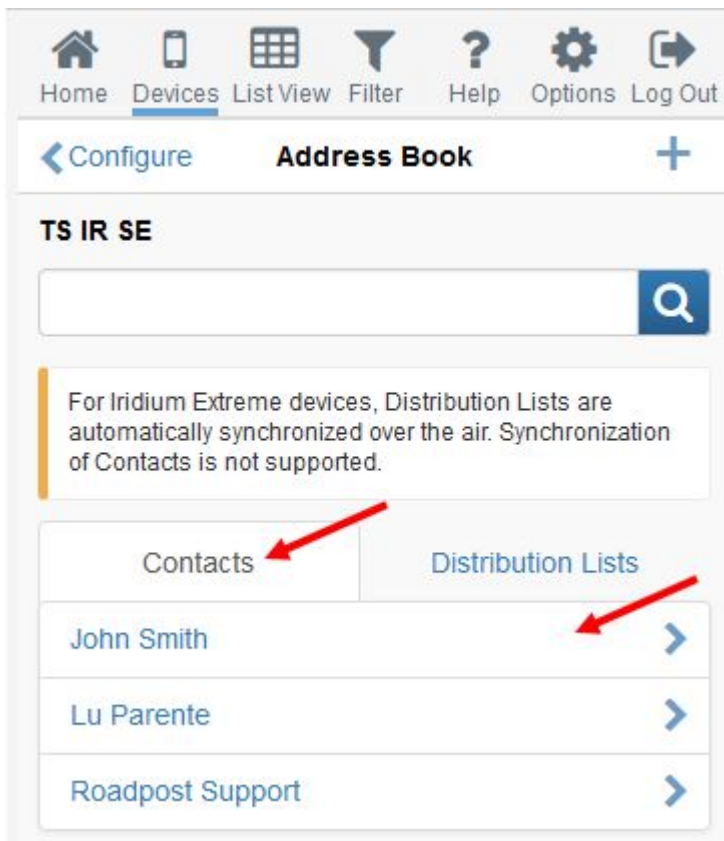 Home Devices List View Filter Help Options Log Out
Configure Address Book
TS IR SE
For Iridium Extreme devices, Distribution Lists are
automatically synchronized over the air. Synchronization
of Contacts is not supported.
Contacts Distribution Lists
John Smith
Lu Parente
Roadpost Support